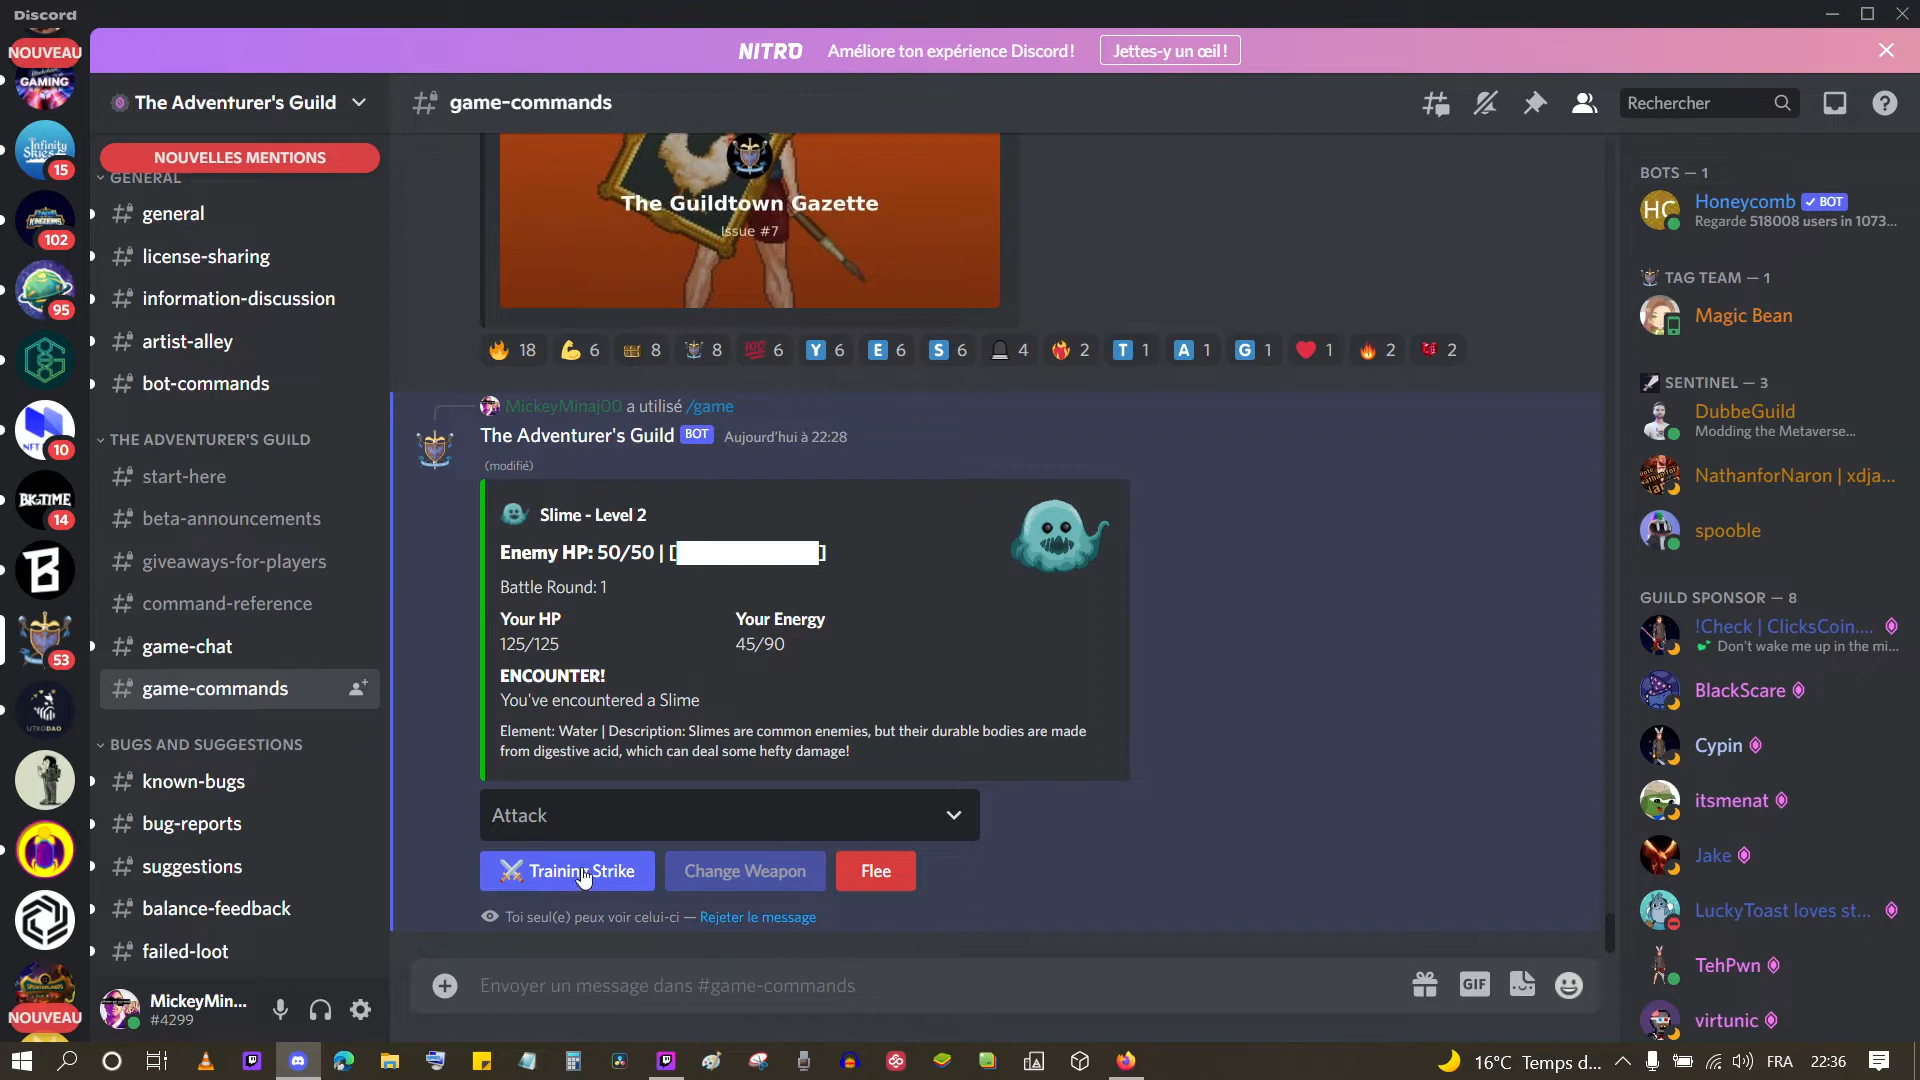 Discord
NITRO Améliore ton expérience Discord! Jettes-y un œil!
NOUVEAU
GAMING
15
KINGDOMS
102
95
NFT
10
BIGTIME
14
53
UTKODAO
NOUVEAU
The Adventurer's Guild
NOUVELLES MENTIONS
GENERAL
general
license-sharing
information-discussion
artist-alley
bot-commands
THE ADVENTURER'S GUILD
start-here
beta-announcements
giveaways-for-players
command-reference
game-chat
game-commands
BUGS AND SUGGESTIONS
known-bugs
bug-reports
suggestions
balance-feedback
failed-loot
MickeyMin...
#4299
game-commands
Rechercher
The Guildtown Gazette
Issue #7
18 6 8 8 6 Y 6 E 6 S 6 4 2 T 1 A 1 G 1 1 2 2
MickeyMinaj00 a utilisé /game
The Adventurer's Guild BOT Aujourd'hui à 22:28
(modifié)
Slime - Level 2
Enemy HP: 50/50 | [ ]
Battle Round: 1
Your HP Your Energy
125/125 45/90
ENCOUNTER!
You've encountered a Slime
Element: Water | Description: Slimes are common enemies, but their durable bodies are made
from digestive acid, which can deal some hefty damage!
Attack
Training Strike Change Weapon Flee
Toi seul(e) peux voir celui-ci — Rejeter le message
Envoyer un message dans #game-commands
GIF
BOTS — 1
HC
Honeycomb BOT
Regarde 518008 users in 1073...
TAG TEAM — 1
Magic Bean
SENTINEL — 3
DubbeGuild
Modding the Metaverse...
NathanforNaron | xdja...
spooble
GUILD SPONSOR — 8
!Check | ClicksCoin....
Don't wake me up in the mi...
BlackScare
Cypin
itsmenat
Jake
LuckyToast loves st...
TehPwn
virtunic
16°C Temps d... FRA 22:36